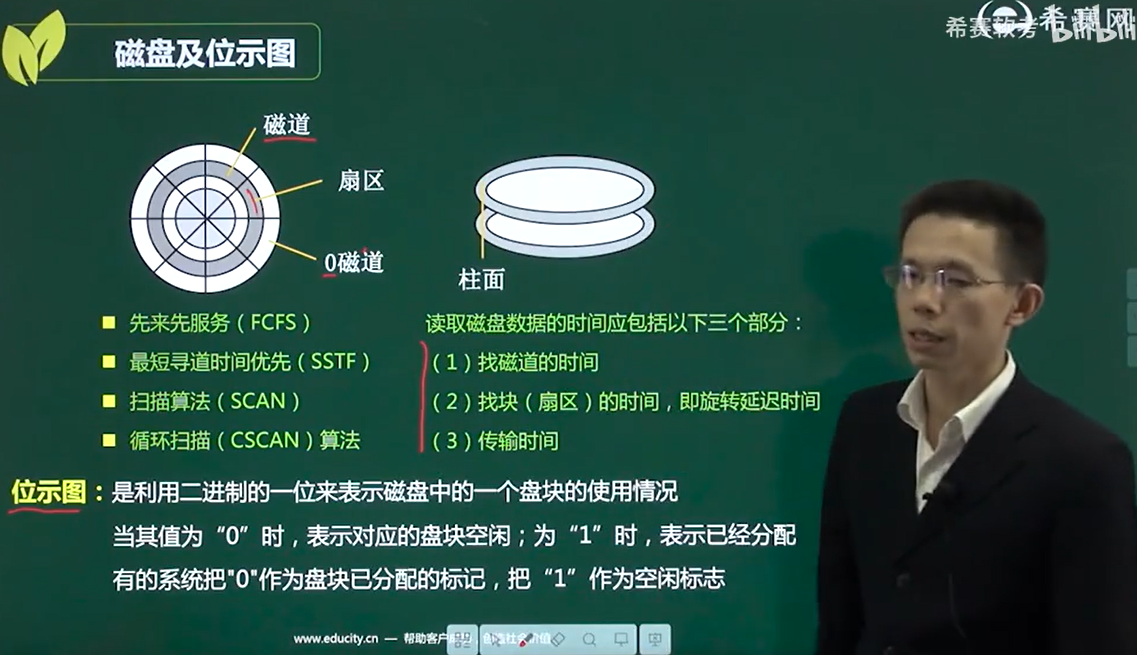 希赛软考
希赛网
bilibili
磁盘及位示图
磁道
扇区
0磁道
柱面
先来先服务（FCFS）
最短寻道时间优先（SSTF）
扫描算法（SCAN）
循环扫描（CSCAN）算法
读取磁盘数据的时间应包括以下三个部分：
（1）找磁道的时间
（2）找块（扇区）的时间，即旋转延迟时间
（3）传输时间
位示图：是利用二进制的一位来表示磁盘中的一个盘块的使用情况
当其值为“0”时，表示对应的盘块空闲；为“1”时，表示已经分配
有的系统把"0"作为盘块已分配的标记，把“1”作为空闲标志
www.educity.cn — 帮助客户成功，创造社会价值